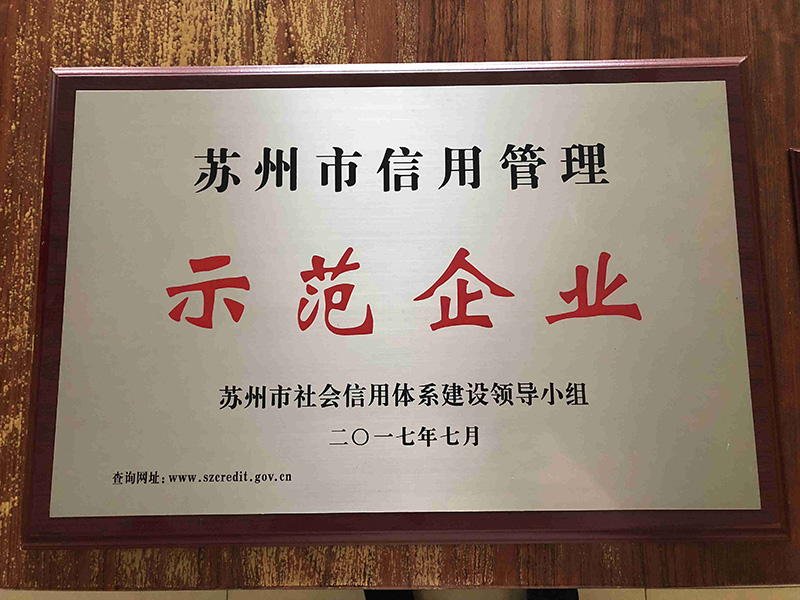 苏州市信用管理
示范企业
苏州市社会信用体系建设领导小组
二〇一七年七月
查询网址：www.szcredit.gov.cn